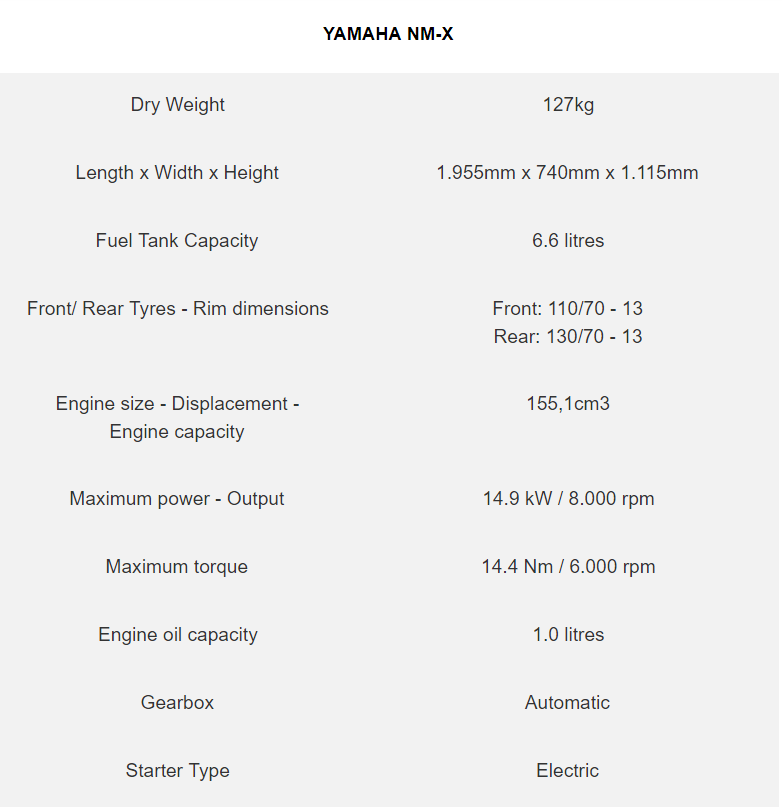 YAMAHA NM-X
Dry Weight 127kg
Length x Width x Height 1.955mm x 740mm x 1.115mm
Fuel Tank Capacity 6.6 litres
Front/ Rear Tyres - Rim dimensions Front: 110/70 - 13
Rear: 130/70 - 13
Engine size - Displacement - 155,1cm3
Engine capacity
Maximum power - Output 14.9 kW / 8.000 rpm
Maximum torque 14.4 Nm / 6.000 rpm
Engine oil capacity 1.0 litres
Gearbox Automatic
Starter Type Electric